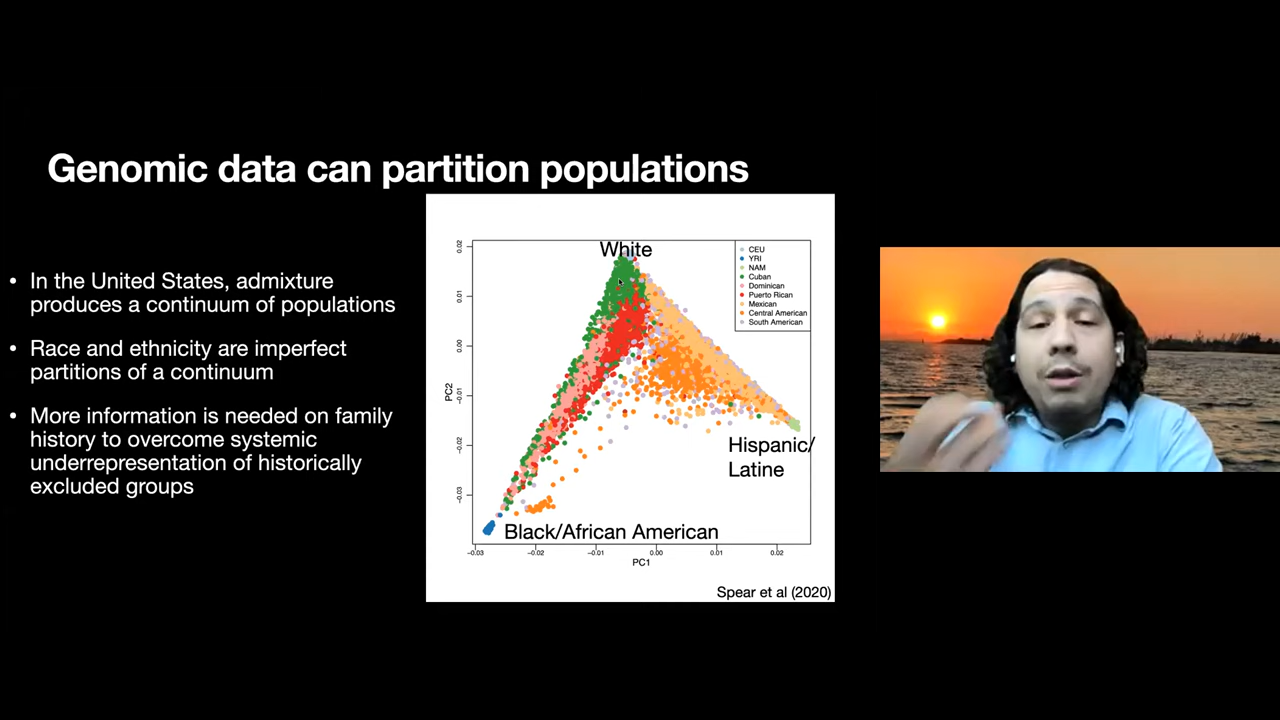 Genomic data can partition populations
• In the United States, admixture
produces a continuum of populations
• Race and ethnicity are imperfect
partitions of a continuum
• More information is needed on family
history to overcome systemic
underrepresentation of historically
excluded groups
White
CEU
YRI
NAM
Cuban
Dominican
Puerto Rican
Mexican
Central American
South American
Hispanic/
Latine
Black/African American
PC2
0.02
0.01
0.00
−0.01
−0.02
−0.03
−0.03 −0.02 −0.01 0.00 0.01 0.02
PC1
Spear et al (2020)